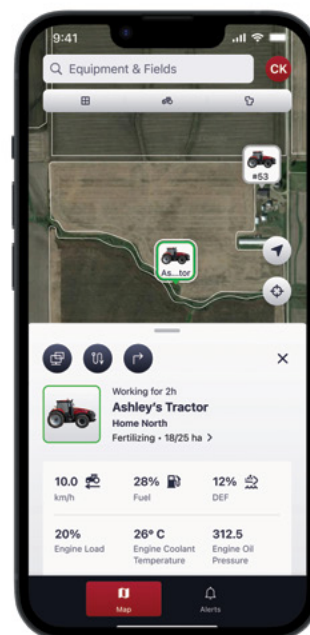 9:41
Equipment & Fields
CK
#53
As...tor
Working for 2h
Ashley's Tractor
Home North
Fertilizing • 18/25 ha >
10.0
28%
12%
km/h
Fuel
DEF
20%
26° C
312.5
Engine Load
Engine Coolant
Temperature
Engine Oil
Pressure
Map
Alerts